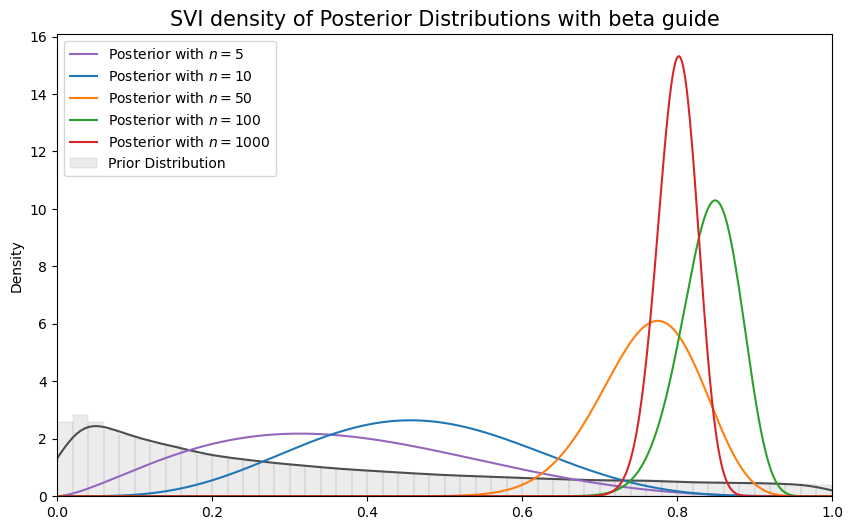 SVI density of Posterior Distributions with beta guide
16
14
12
10
8
6
4
2
0
Density
Posterior with n = 5
Posterior with n = 10
Posterior with n = 50
Posterior with n = 100
Posterior with n = 1000
Prior Distribution
0.0 0.2 0.4 0.6 0.8 1.0